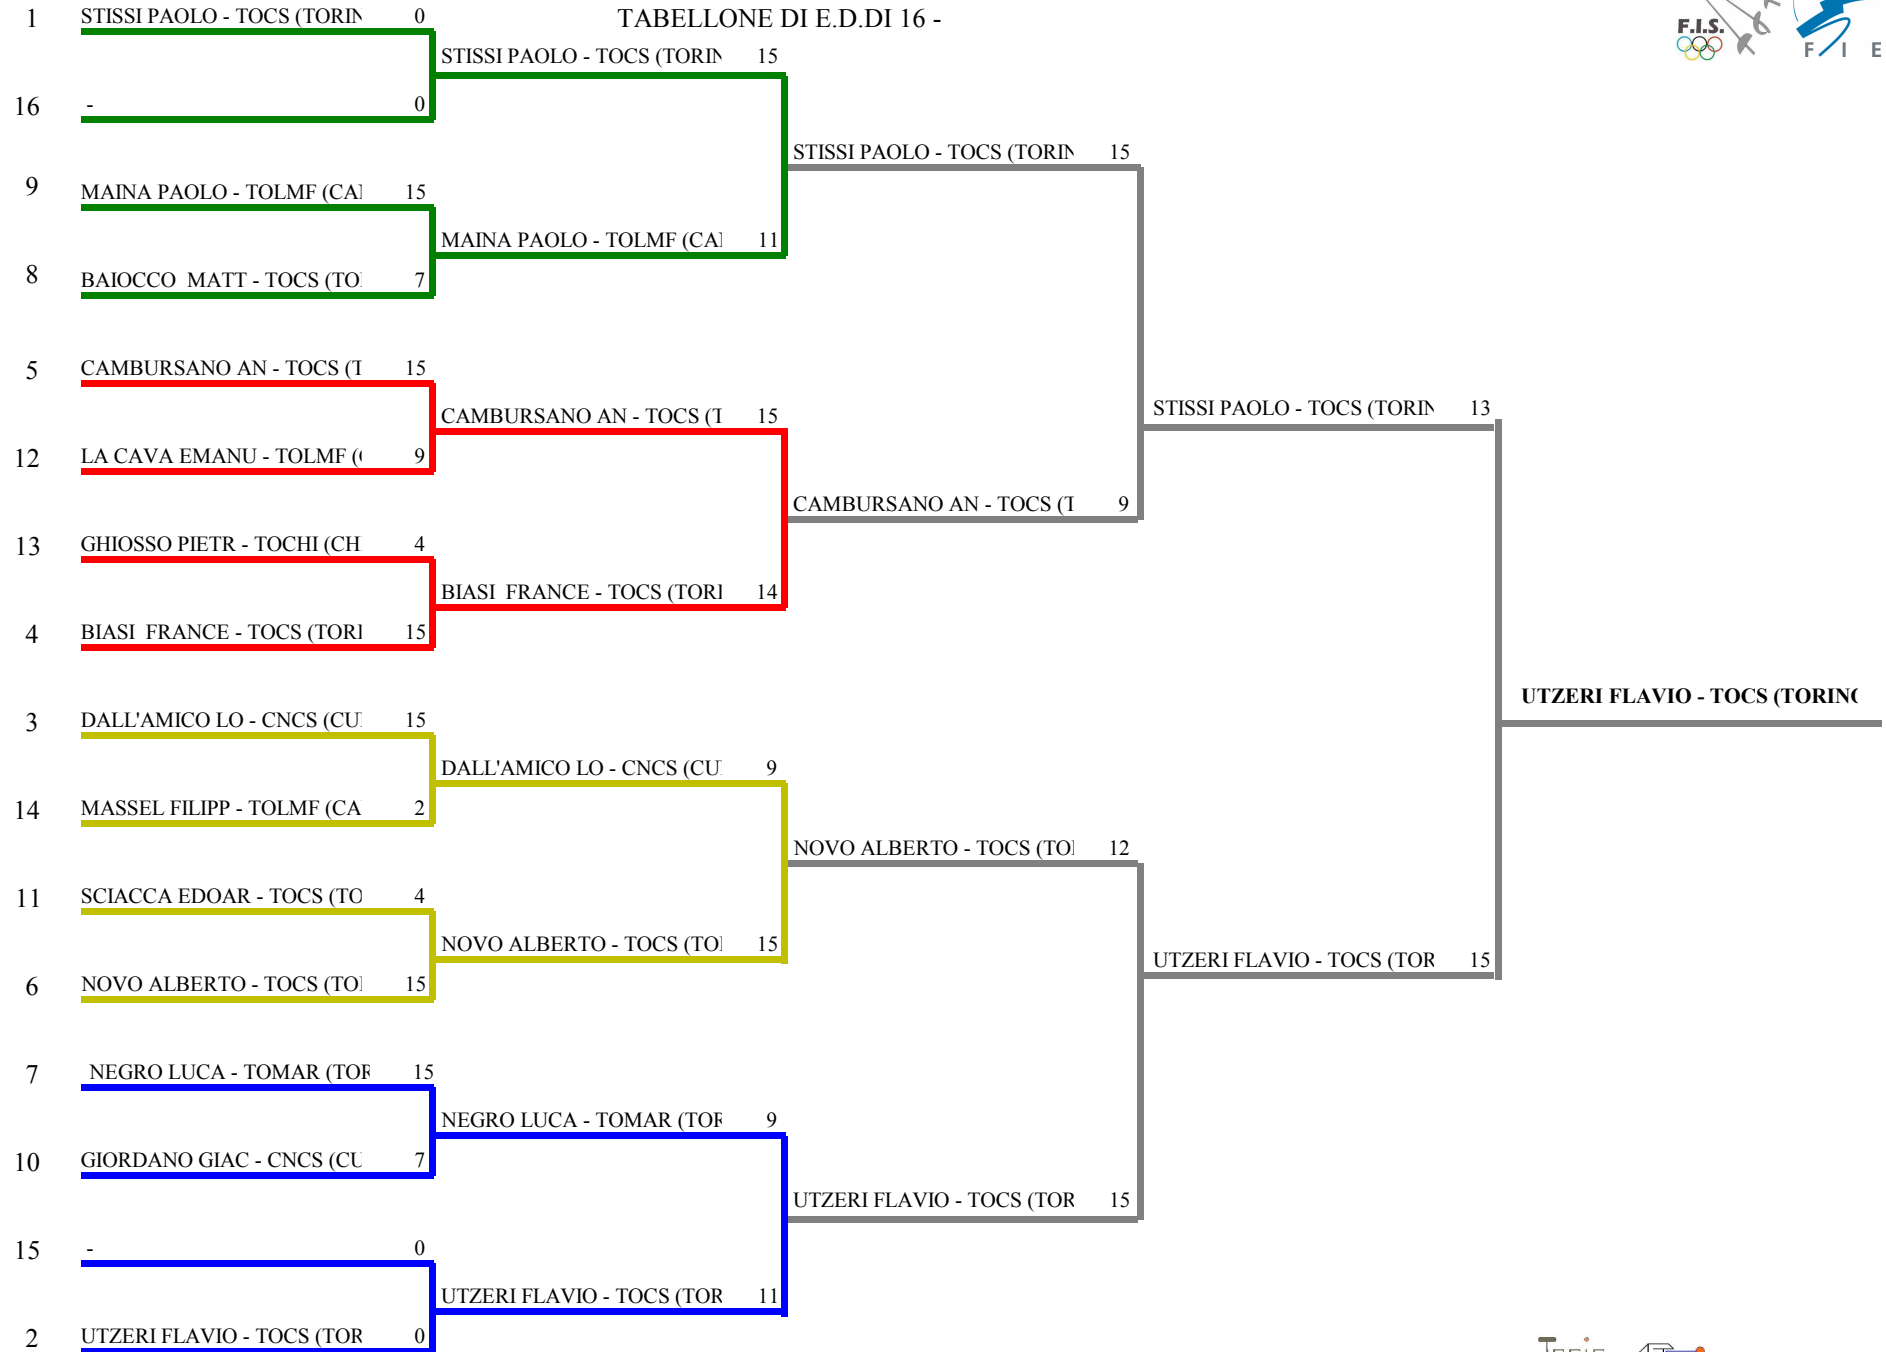 TABELLONE DI E.D.DI 16 -
F.I.S.
F I E
1 STISSI PAOLO - TOCS (TORIN 0
STISSI PAOLO - TOCS (TORIN 15
16 - 0
STISSI PAOLO - TOCS (TORIN 15
9 MAINA PAOLO - TOLMF (CAI 15
MAINA PAOLO - TOLMF (CAI 11
8 BAIOCCO MATT - TOCS (TO 7
5 CAMBURSANO AN - TOCS (T 15
STISSI PAOLO - TOCS (TORIN 13
CAMBURSANO AN - TOCS (T 15
12 LA CAVA EMANU - TOLMF ( 9
CAMBURSANO AN - TOCS (T 9
13 GHIOSSO PIETR - TOCHI (CH 4
BIASI FRANCE - TOCS (TORI 14
4 BIASI FRANCE - TOCS (TORI 15
UTZERI FLAVIO - TOCS (TORINO
3 DALL'AMICO LO - CNCS (CU 15
DALL'AMICO LO - CNCS (CU 9
14 MASSEL FILIPP - TOLMF (CA 2
NOVO ALBERTO - TOCS (TOI 12
11 SCIACCA EDOAR - TOCS (TO 4
NOVO ALBERTO - TOCS (TOI 15
UTZERI FLAVIO - TOCS (TOR 15
6 NOVO ALBERTO - TOCS (TOI 15
7 NEGRO LUCA - TOMAR (TOR 15
NEGRO LUCA - TOMAR (TOR 9
10 GIORDANO GIAC - CNCS (CU 7
UTZERI FLAVIO - TOCS (TOR 15
15 - 0
UTZERI FLAVIO - TOCS (TOR 11
2 UTZERI FLAVIO - TOCS (TOR 0